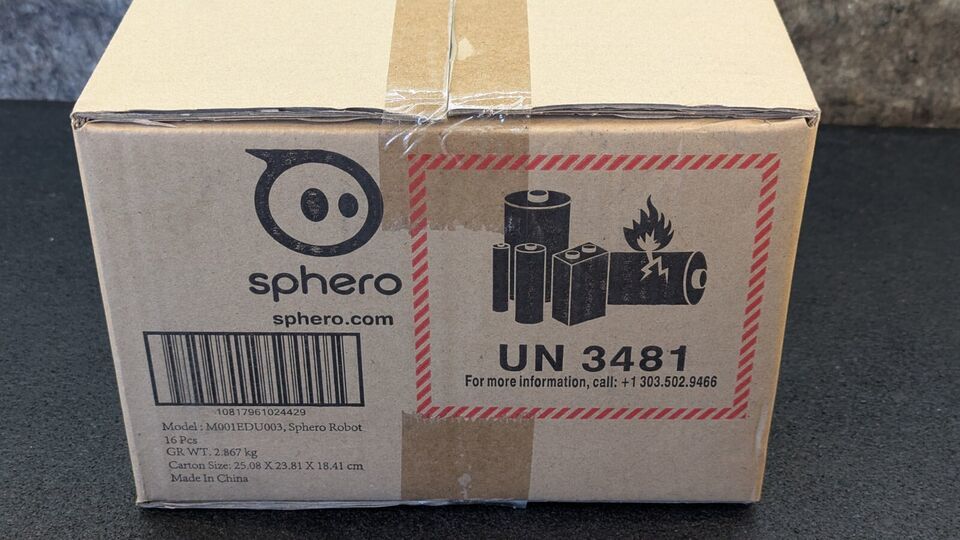 sphero
sphero.com
10817961024429
Model : M001EDU003, Sphero Robot
16 Pcs
GR WT. 2.867 kg
Carton Size: 25.08 X 23.81 X 18.41 cm
Made In China
UN 3481
For more information, call: +1 303.502.9466